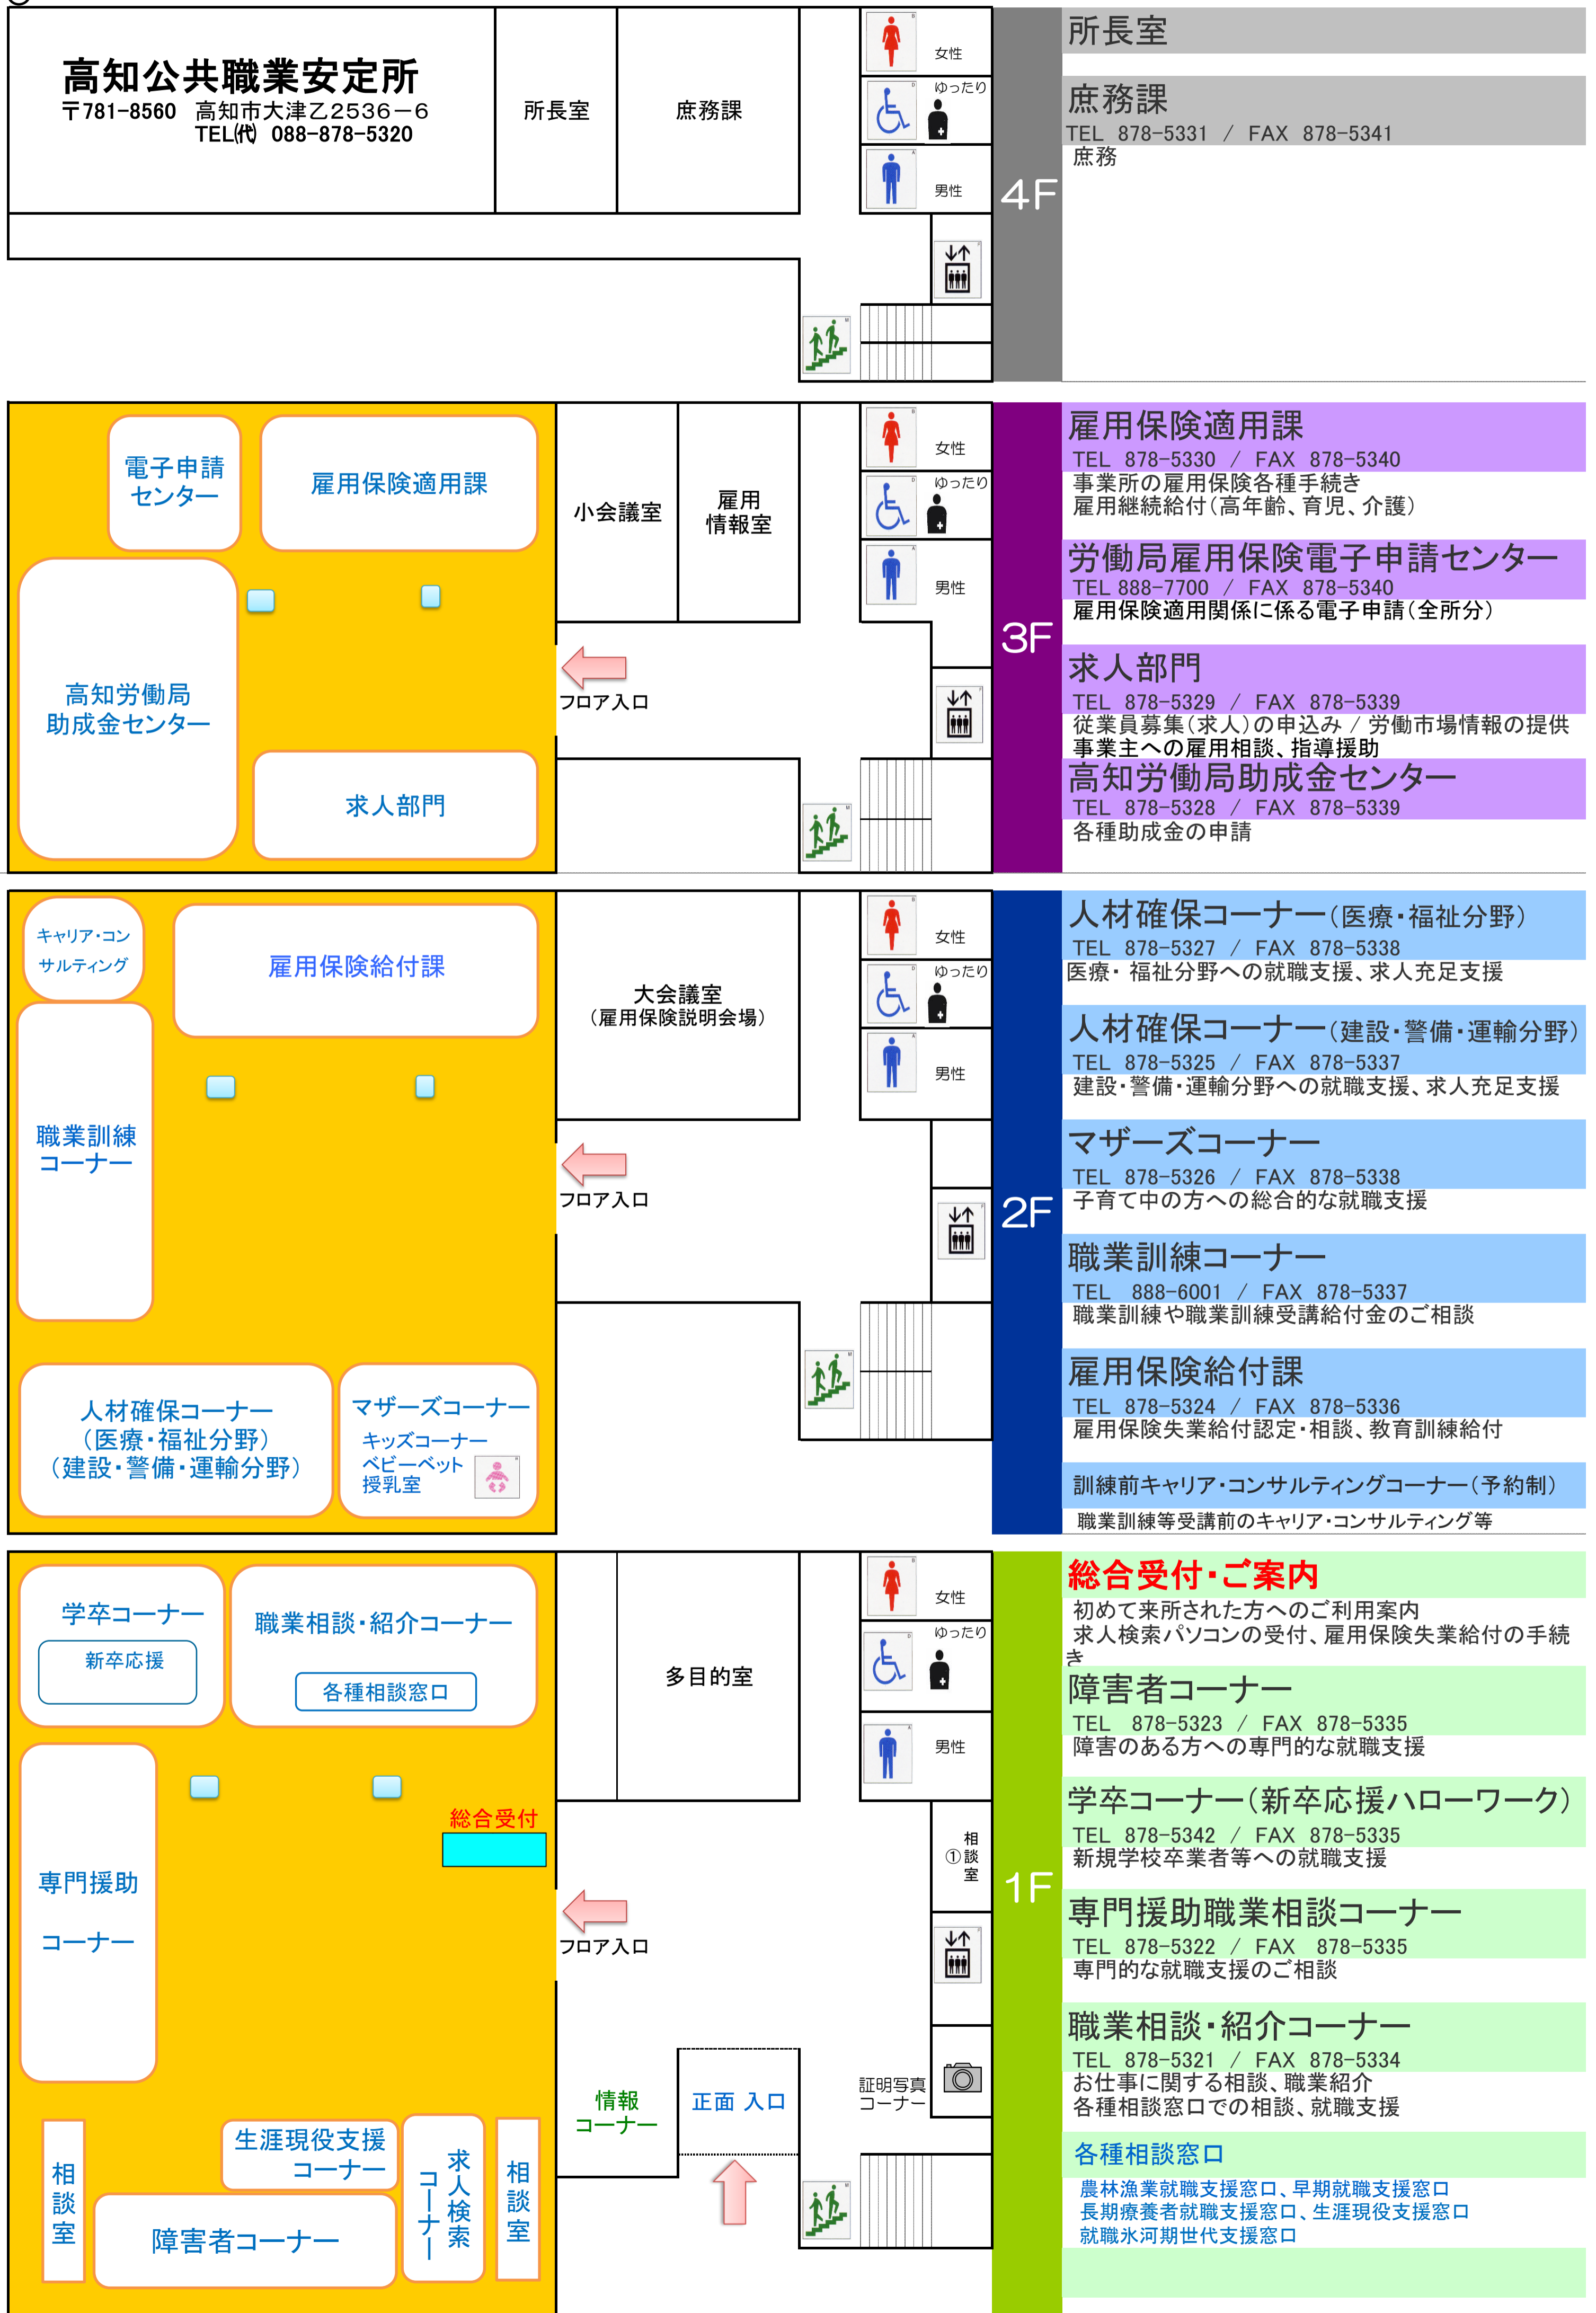 高知公共職業安定所
〒781-8560 高知市大津乙2536-6
TEL㈹ 088-878-5320
所長室
庶務課
女性
ゆったり
男性
4F
所長室
庶務課
TEL 878-5331 / FAX 878-5341
庶務
電子申請
センター
雇用保険適用課
高知労働局
助成金センター
求人部門
小会議室
雇用
情報室
フロア入口
女性
ゆったり
男性
3F
雇用保険適用課
TEL 878-5330 / FAX 878-5340
事業所の雇用保険各種手続き
雇用継続給付(高年齢、育児、介護)
労働局雇用保険電子申請センター
TEL 888-7700 / FAX 878-5340
雇用保険適用関係に係る電子申請(全所分)
求人部門
TEL 878-5329 / FAX 878-5339
従業員募集(求人)の申込み / 労働市場情報の提供
事業主への雇用相談、指導援助
高知労働局助成金センター
TEL 878-5328 / FAX 878-5339
各種助成金の申請
キャリア・コン
サルティング
雇用保険給付課
職業訓練
コーナー
人材確保コーナー
(医療・福祉分野)
(建設・警備・運輸分野)
マザーズコーナー
キッズコーナー
ベビーベット
授乳室
大会議室
(雇用保険説明会場)
フロア入口
女性
ゆったり
男性
2F
人材確保コーナー(医療・福祉分野)
TEL 878-5327 / FAX 878-5338
医療・福祉分野への就職支援、求人充足支援
人材確保コーナー(建設・警備・運輸分野)
TEL 878-5325 / FAX 878-5337
建設・警備・運輸分野への就職支援、求人充足支援
マザーズコーナー
TEL 878-5326 / FAX 878-5338
子育て中の方への総合的な就職支援
職業訓練コーナー
TEL 888-6001 / FAX 878-5337
職業訓練や職業訓練受講給付金のご相談
雇用保険給付課
TEL 878-5324 / FAX 878-5336
雇用保険失業給付認定・相談、教育訓練給付
訓練前キャリア・コンサルティングコーナー(予約制)
職業訓練等受講前のキャリア・コンサルティング等
学卒コーナー
新卒応援
職業相談・紹介コーナー
各種相談窓口
専門援助
コーナー
総合受付
相談室
生涯現役支援
コーナー
障害者コーナー
求人検索
コーナー
相談室
多目的室
フロア入口
情報
コーナー
正面 入口
女性
ゆったり
男性
相談室
①
証明写真
コーナー
1F
総合受付・ご案内
初めて来所された方へのご利用案内
求人検索パソコンの受付、雇用保険失業給付の手続
き
障害者コーナー
TEL 878-5323 / FAX 878-5335
障害のある方への専門的な就職支援
学卒コーナー(新卒応援ハローワーク)
TEL 878-5342 / FAX 878-5335
新規学校卒業者等への就職支援
専門援助職業相談コーナー
TEL 878-5322 / FAX 878-5335
専門的な就職支援のご相談
職業相談・紹介コーナー
TEL 878-5321 / FAX 878-5334
お仕事に関する相談、職業紹介
各種相談窓口での相談、就職支援
各種相談窓口
農林漁業就職支援窓口、早期就職支援窓口
長期療養者就職支援窓口、生涯現役支援窓口
就職氷河期世代支援窓口